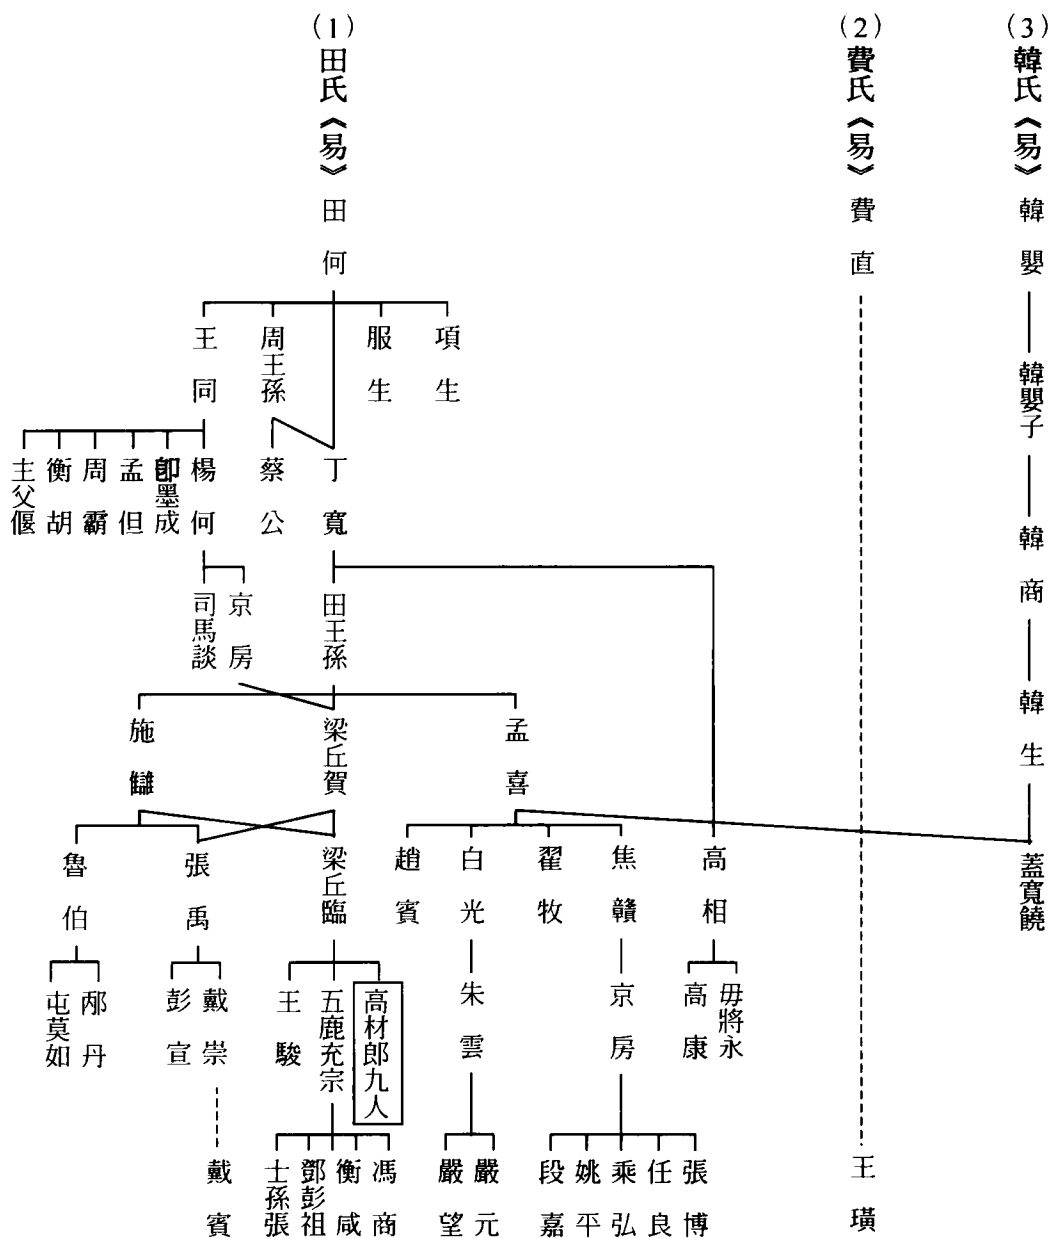 (1)
田氏《易》 田何
(2)
費氏《易》 費直
(3)
韓氏《易》 韓嬰
王同
周王孫
服生
項生
韓嬰子
主父偃
衡胡
周霸
孟但
卽墨成
楊何
蔡公
丁寬
韓商
司馬談
京房
田王孫
施讎
梁丘賀
孟喜
韓生
魯伯
張禹
梁丘臨
趙賓
白光
翟牧
焦贛
高相
蓋寬饒
屯莫如
邴丹
彭宣
戴崇
王駿
五鹿充宗
高材郎九人
朱雲
京房
高康
毋將永
戴賓
士孫張
鄧彭祖
衡咸
馮商
嚴望
嚴元
段嘉
姚平
乘弘
任良
張博
王璜